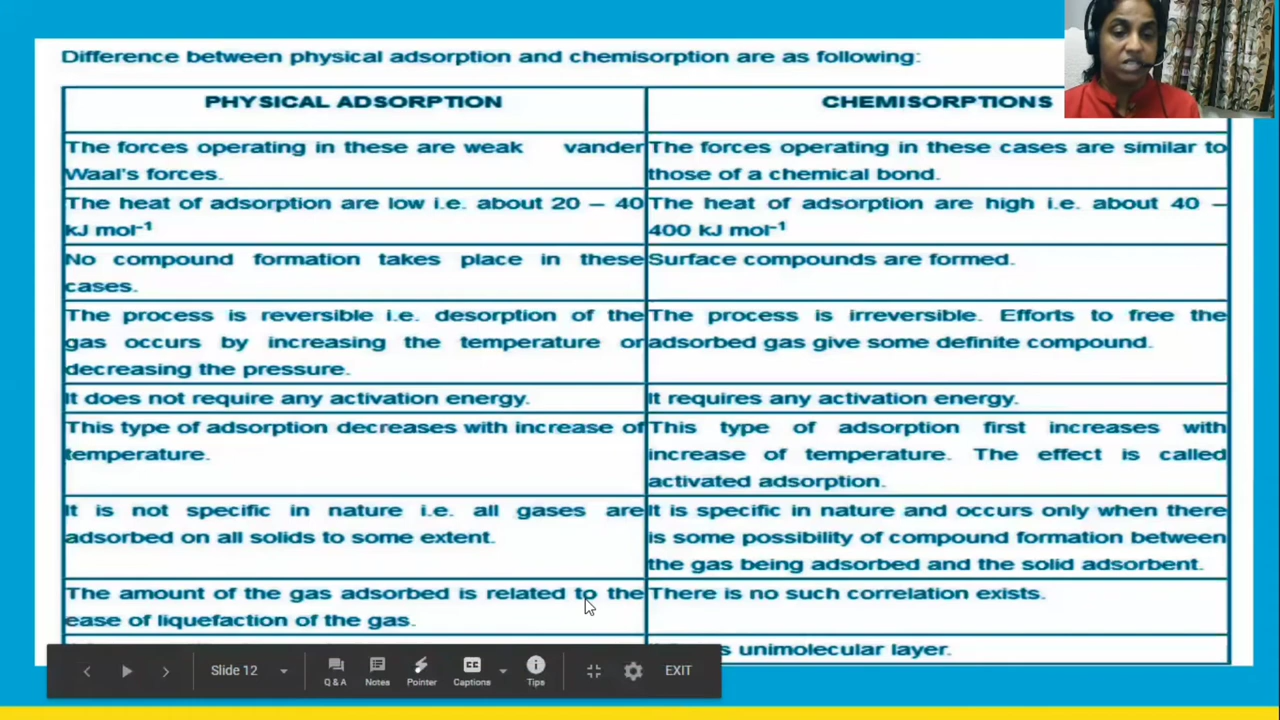 Difference between physical adsorption and chemisorption are as following:
PHYSICAL ADSORPTION
CHEMISORPTIONS
The forces operating in these are weak vander
Waal's forces.
The forces operating in these cases are similar to
those of a chemical bond.
The heat of adsorption are low i.e. about 20 – 40
kJ mol⁻¹
The heat of adsorption are high i.e. about 40 –
400 kJ mol⁻¹
No compound formation takes place in these
cases.
Surface compounds are formed.
The process is reversible i.e. desorption of the
gas occurs by increasing the temperature or
decreasing the pressure.
The process is irreversible. Efforts to free the
adsorbed gas give some definite compound.
It does not require any activation energy.
It requires any activation energy.
This type of adsorption decreases with increase of
temperature.
This type of adsorption first increases with
increase of temperature. The effect is called
activated adsorption.
It is not specific in nature i.e. all gases are
adsorbed on all solids to some extent.
It is specific in nature and occurs only when there
is some possibility of compound formation between
the gas being adsorbed and the solid adsorbent.
The amount of the gas adsorbed is related to the
ease of liquefaction of the gas.
There is no such correlation exists.
unimolecular layer.
Slide 12
Q & A
Notes
Pointer
CC
Captions
Tips
EXIT